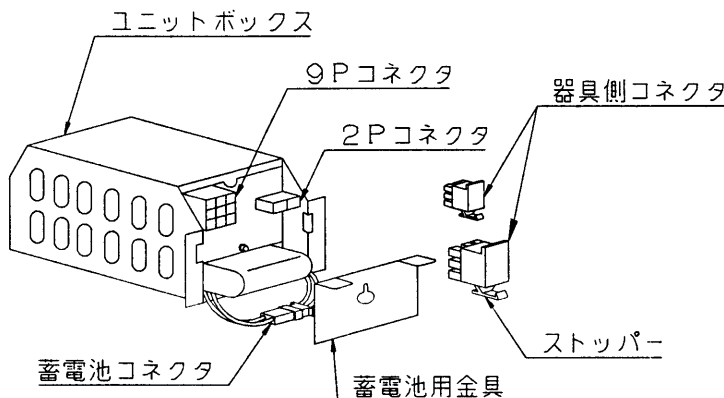 ユニットボックス
9Pコネクタ
器具側コネクタ
2Pコネクタ
ストッパー
蓄電池コネクタ
蓄電池用金具